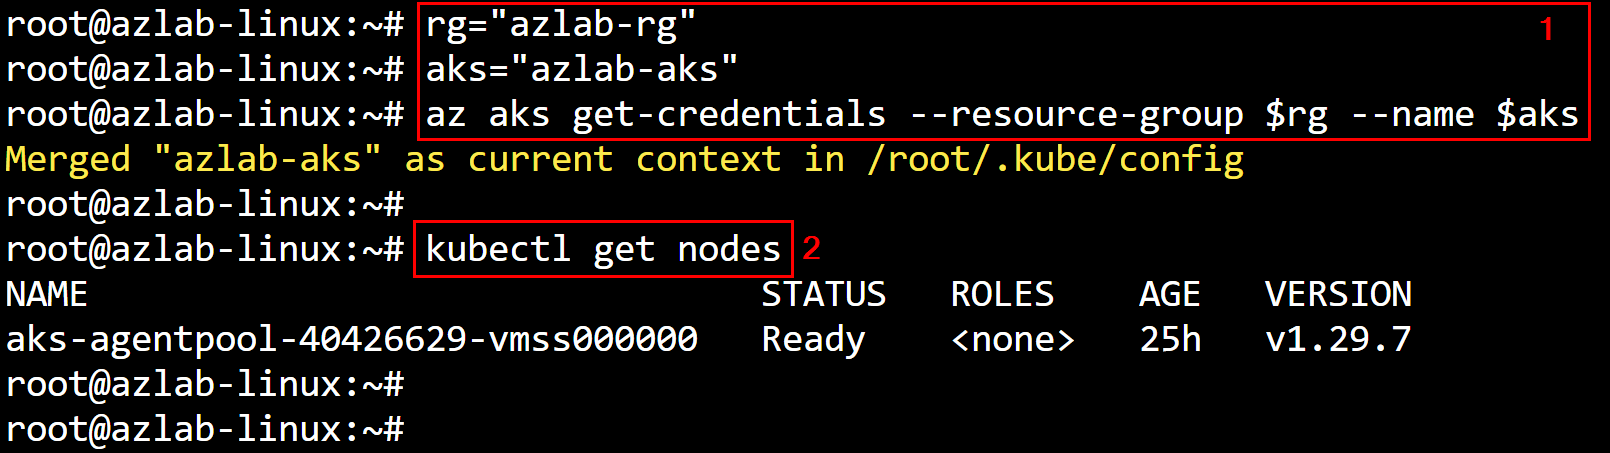 root@azlab-linux:~# rg="azlab-rg" 1
root@azlab-linux:~# aks="azlab-aks"
root@azlab-linux:~# az aks get-credentials --resource-group $rg --name $aks
Merged "azlab-aks" as current context in /root/.kube/config
root@azlab-linux:~#
root@azlab-linux:~# kubectl get nodes 2
NAME STATUS ROLES AGE VERSION
aks-agentpool-40426629-vmss000000 Ready <none> 25h v1.29.7
root@azlab-linux:~#
root@azlab-linux:~#